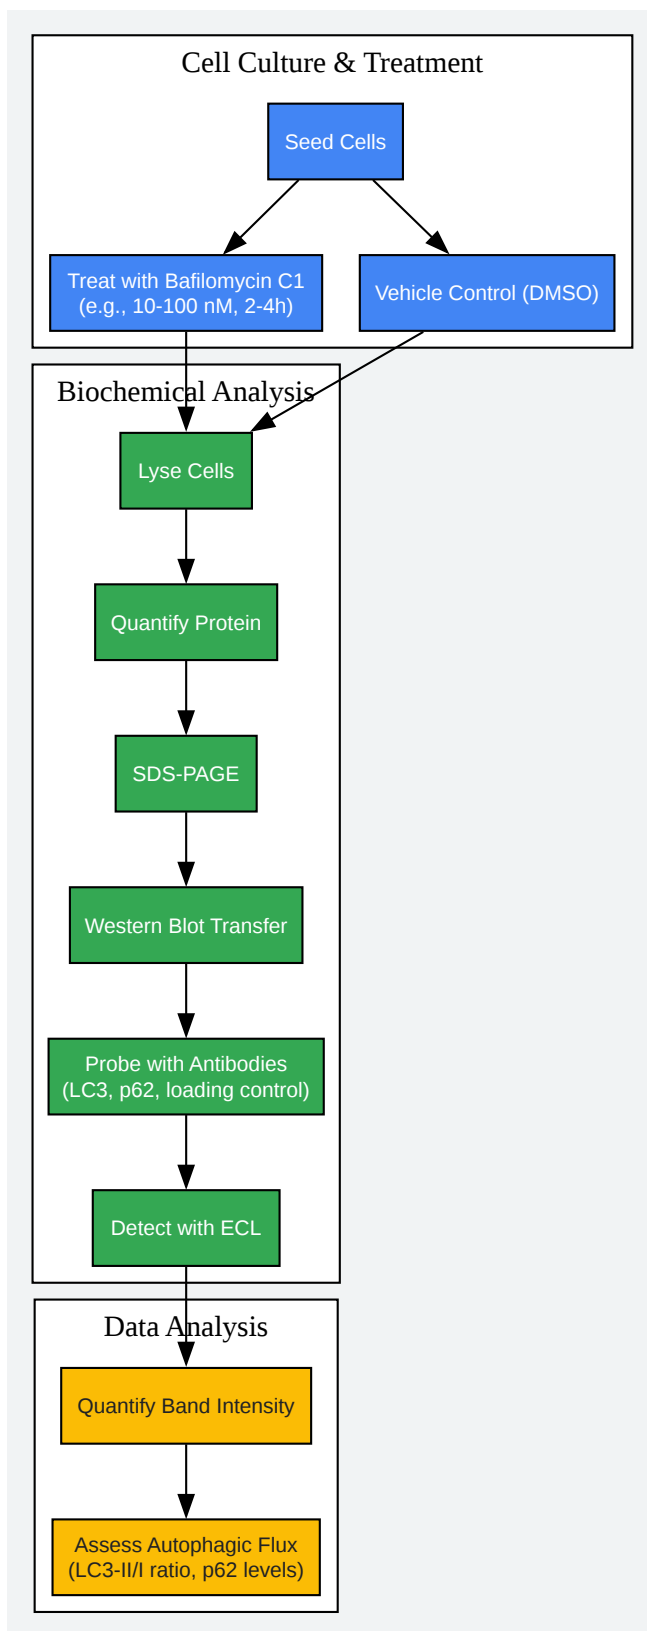 Cell Culture & Treatment
Seed Cells
Treat with Bafilomycin C1
(e.g., 10-100 nM, 2-4h)
Vehicle Control (DMSO)
Biochemical Analysis
Lyse Cells
Quantify Protein
SDS-PAGE
Western Blot Transfer
Probe with Antibodies
(LC3, p62, loading control)
Detect with ECL
Data Analysis
Quantify Band Intensity
Assess Autophagic Flux
(LC3-II/I ratio, p62 levels)